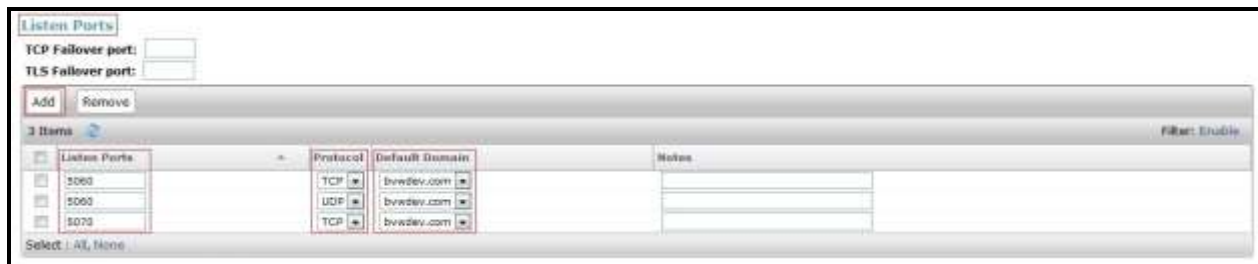 Listen Ports
TCP Failover port:
TLS Failover port:
Add Remove
3 Items Filter: Enable
Listen Ports Protocol Default Domain Notes
5060 TCP bvwdev.com
5060 UDP bvwdev.com
5070 TCP bvwdev.com
Select : All, None